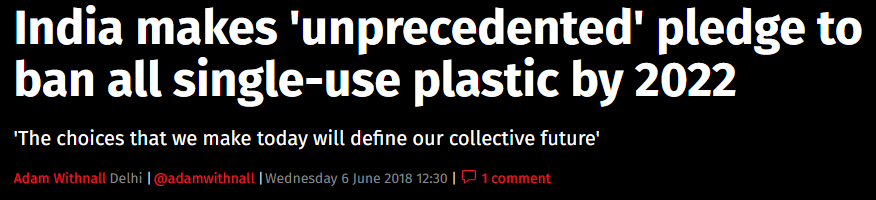 India makes 'unprecedented' pledge to
ban all single-use plastic by 2022
'The choices that we make today will define our collective future'
Adam Withnall Delhi | @adamwithnall | Wednesday 6 June 2018 12:30 | 1 comment